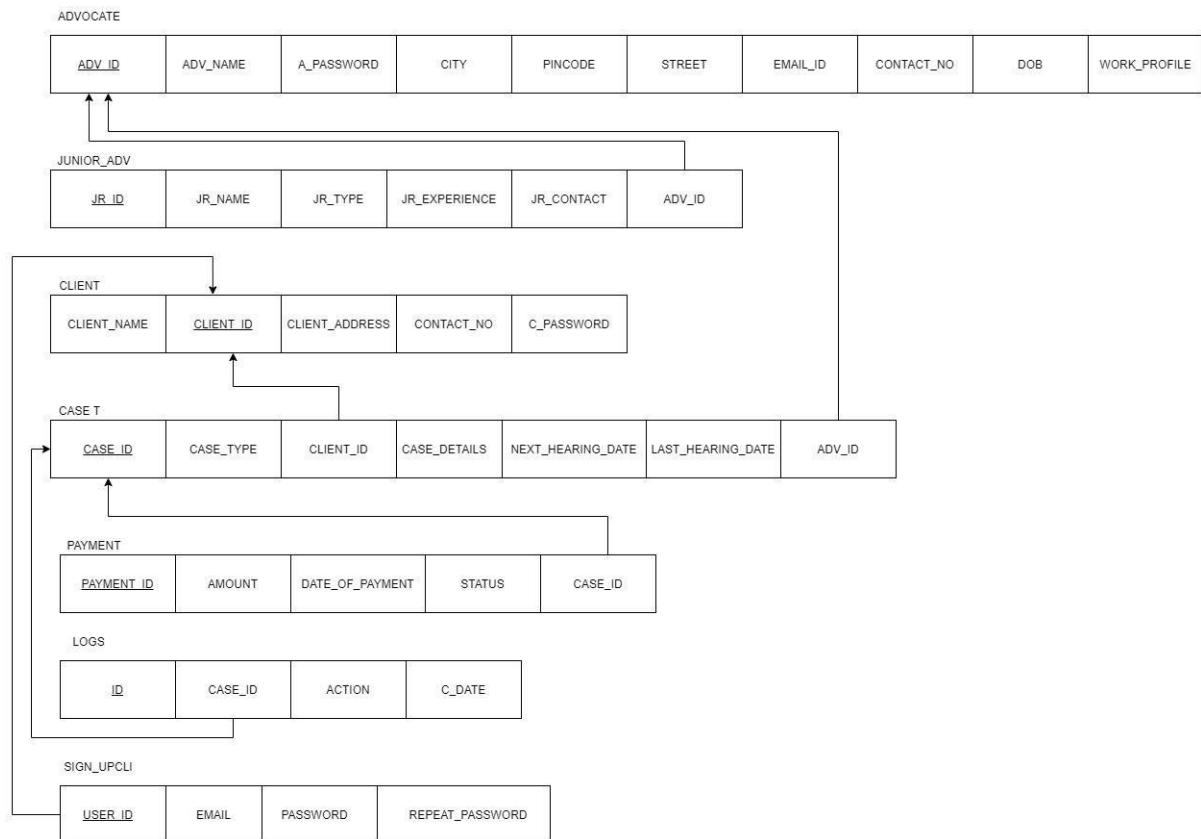 ADVOCATE
ADV_ID ADV_NAME A_PASSWORD CITY PINCODE STREET EMAIL_ID CONTACT_NO DOB WORK_PROFILE
JUNIOR_ADV
JR_ID JR_NAME JR_TYPE JR_EXPERIENCE JR_CONTACT ADV_ID
CLIENT
CLIENT_NAME CLIENT_ID CLIENT_ADDRESS CONTACT_NO C_PASSWORD
CASE T
CASE_ID CASE_TYPE CLIENT_ID CASE_DETAILS NEXT_HEARING_DATE LAST_HEARING_DATE ADV_ID
PAYMENT
PAYMENT_ID AMOUNT DATE_OF_PAYMENT STATUS CASE_ID
LOGS
ID CASE_ID ACTION C_DATE
SIGN_UPCLI
USER_ID EMAIL PASSWORD REPEAT_PASSWORD